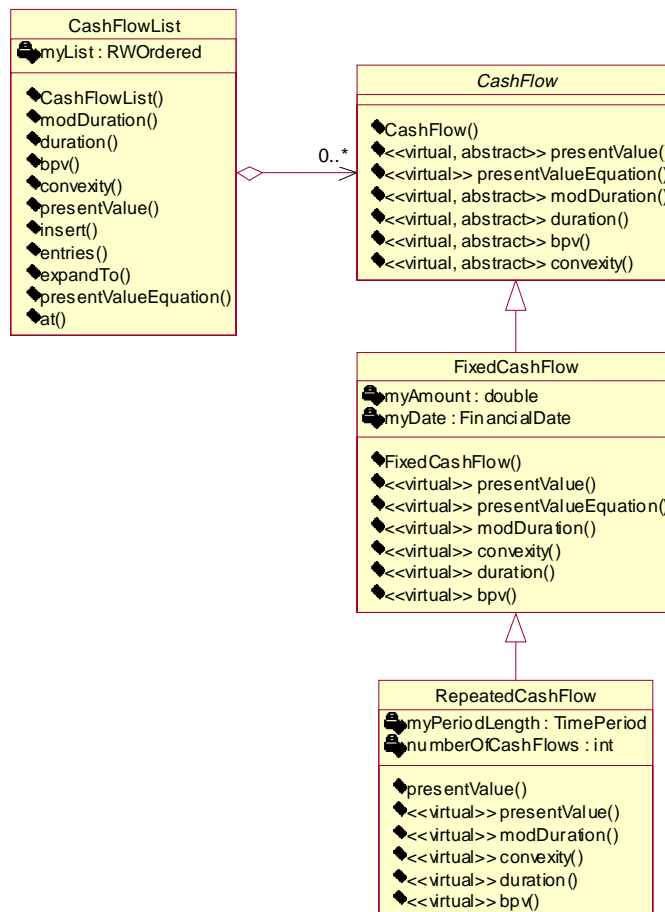 CashFlowList
myList : RWOrdered
CashFlowList()
modDuration()
duration()
bpv()
convexity()
presentValue()
insert()
entries()
expandTo()
presentValueEquation()
at()
0..*
CashFlow
CashFlow()
<<virtual, abstract>> presentValue()
<<virtual>> presentValueEquation()
<<virtual, abstract>> modDuration()
<<virtual, abstract>> duration()
<<virtual, abstract>> bpv()
<<virtual, abstract>> convexity()
FixedCashFlow
myAmount : double
myDate : FinancialDate
FixedCashFlow()
<<virtual>> presentValue()
<<virtual>> presentValueEquation()
<<virtual>> modDuration()
<<virtual>> convexity()
<<virtual>> duration()
<<virtual>> bpv()
RepeatedCashFlow
myPeriodLength : TimePeriod
numberOfCashFlows : int
presentValue()
<<virtual>> presentValue()
<<virtual>> modDuration()
<<virtual>> convexity()
<<virtual>> duration()
<<virtual>> bpv()